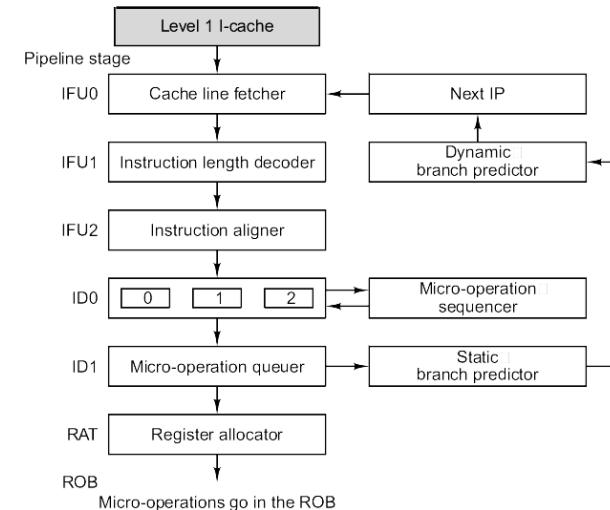 Level 1 I-cache
Pipeline stage
IFU0
Cache line fetcher
Next IP
IFU1
Instruction length decoder
Dynamic
branch predictor
IFU2
Instruction aligner
ID0
0 1 2
Micro-operation
sequencer
ID1
Micro-operation queuer
Static
branch predictor
RAT
Register allocator
ROB
Micro-operations go in the ROB